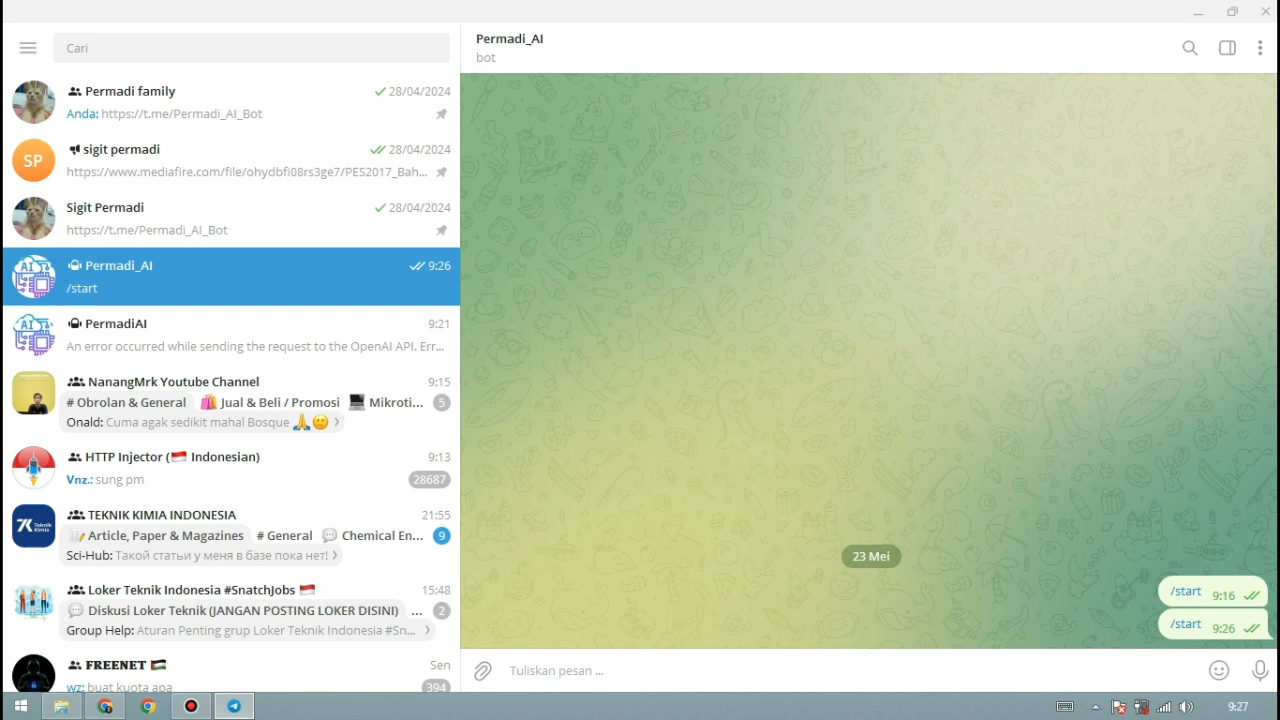 Cari
Permadi family
28/04/2024
Anda: https://t.me/Permadi_AI_Bot
SP
sigit permadi
28/04/2024
https://www.mediafire.com/file/ohydbfi08rs3ge7/PES2017_Bah...
Sigit Permadi
28/04/2024
https://t.me/Permadi_AI_Bot
AI
Permadi_AI
9:26
/start
AI
PermadiAI
9:21
An error occurred while sending the request to the OpenAI API. Err...
NanangMrk Youtube Channel
9:15
# Obrolan & General 🛍 Jual & Beli / Promosi 💻 Mikroti...
5
Onald: Cuma agak sedikit mahal Bosque 🙏🙂
HTTP Injector (🇮🇩 Indonesian)
9:13
Vnz.: sung pm
28687
Teknik Kimia
TEKNIK KIMIA INDONESIA
21:55
📝 Article, Paper & Magazines # General 💬 Chemical En...
9
Sci-Hub: Такой статьи у меня в базе пока нет!
Loker Teknik Indonesia #SnatchJobs 🇮🇩
15:48
💬 Diskusi Loker Teknik (JANGAN POSTING LOKER DISINI) ...
2
Group Help: Aturan Penting grup Loker Teknik Indonesia #Sn...
𝐅𝐑𝐄𝐄𝐍𝐄𝐓 🇵🇸
Sen
wz: buat kuota apa
394
Permadi_AI
bot
23 Mei
/start 9:16
/start 9:26
Tuliskan pesan ...
9:27